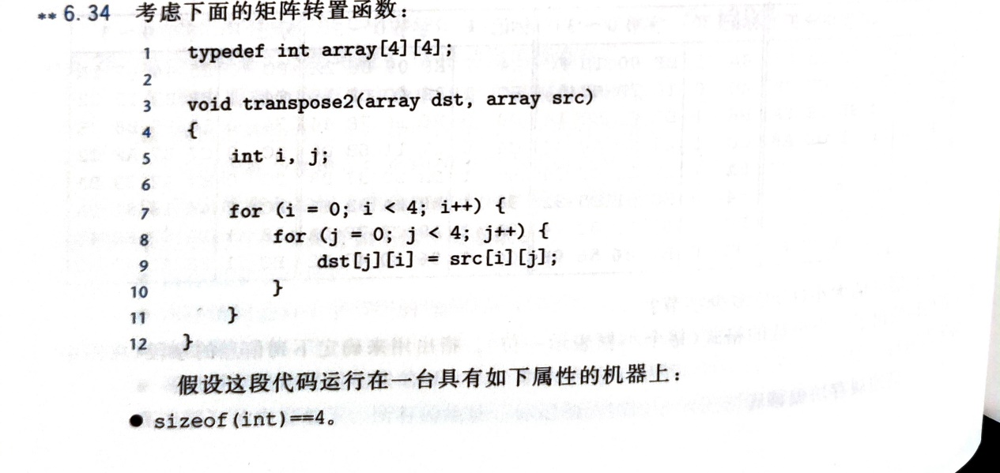 ** 6.34 考虑下面的矩阵转置函数：
1 typedef int array[4][4];
2
3 void transpose2(array dst, array src)
4 {
5 int i, j;
6
7 for (i = 0; i < 4; i++) {
8 for (j = 0; j < 4; j++) {
9 dst[j][i] = src[i][j];
10 }
11 }
12 }
假设这段代码运行在一台具有如下属性的机器上：
● sizeof(int)==4。